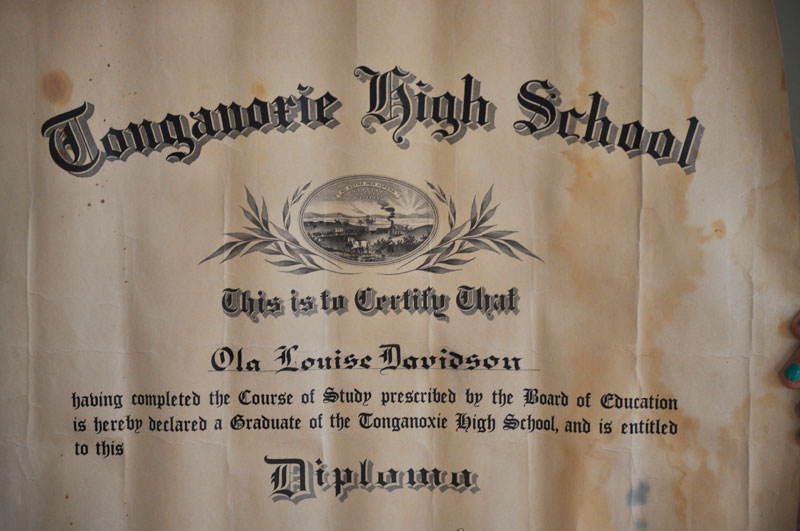 Tonganoxie High School
This is to Certify That
Ola Louise Davidson
having completed the Course of Study prescribed by the Board of Education
is hereby declared a Graduate of the Tonganoxie High School, and is entitled
to this
Diploma